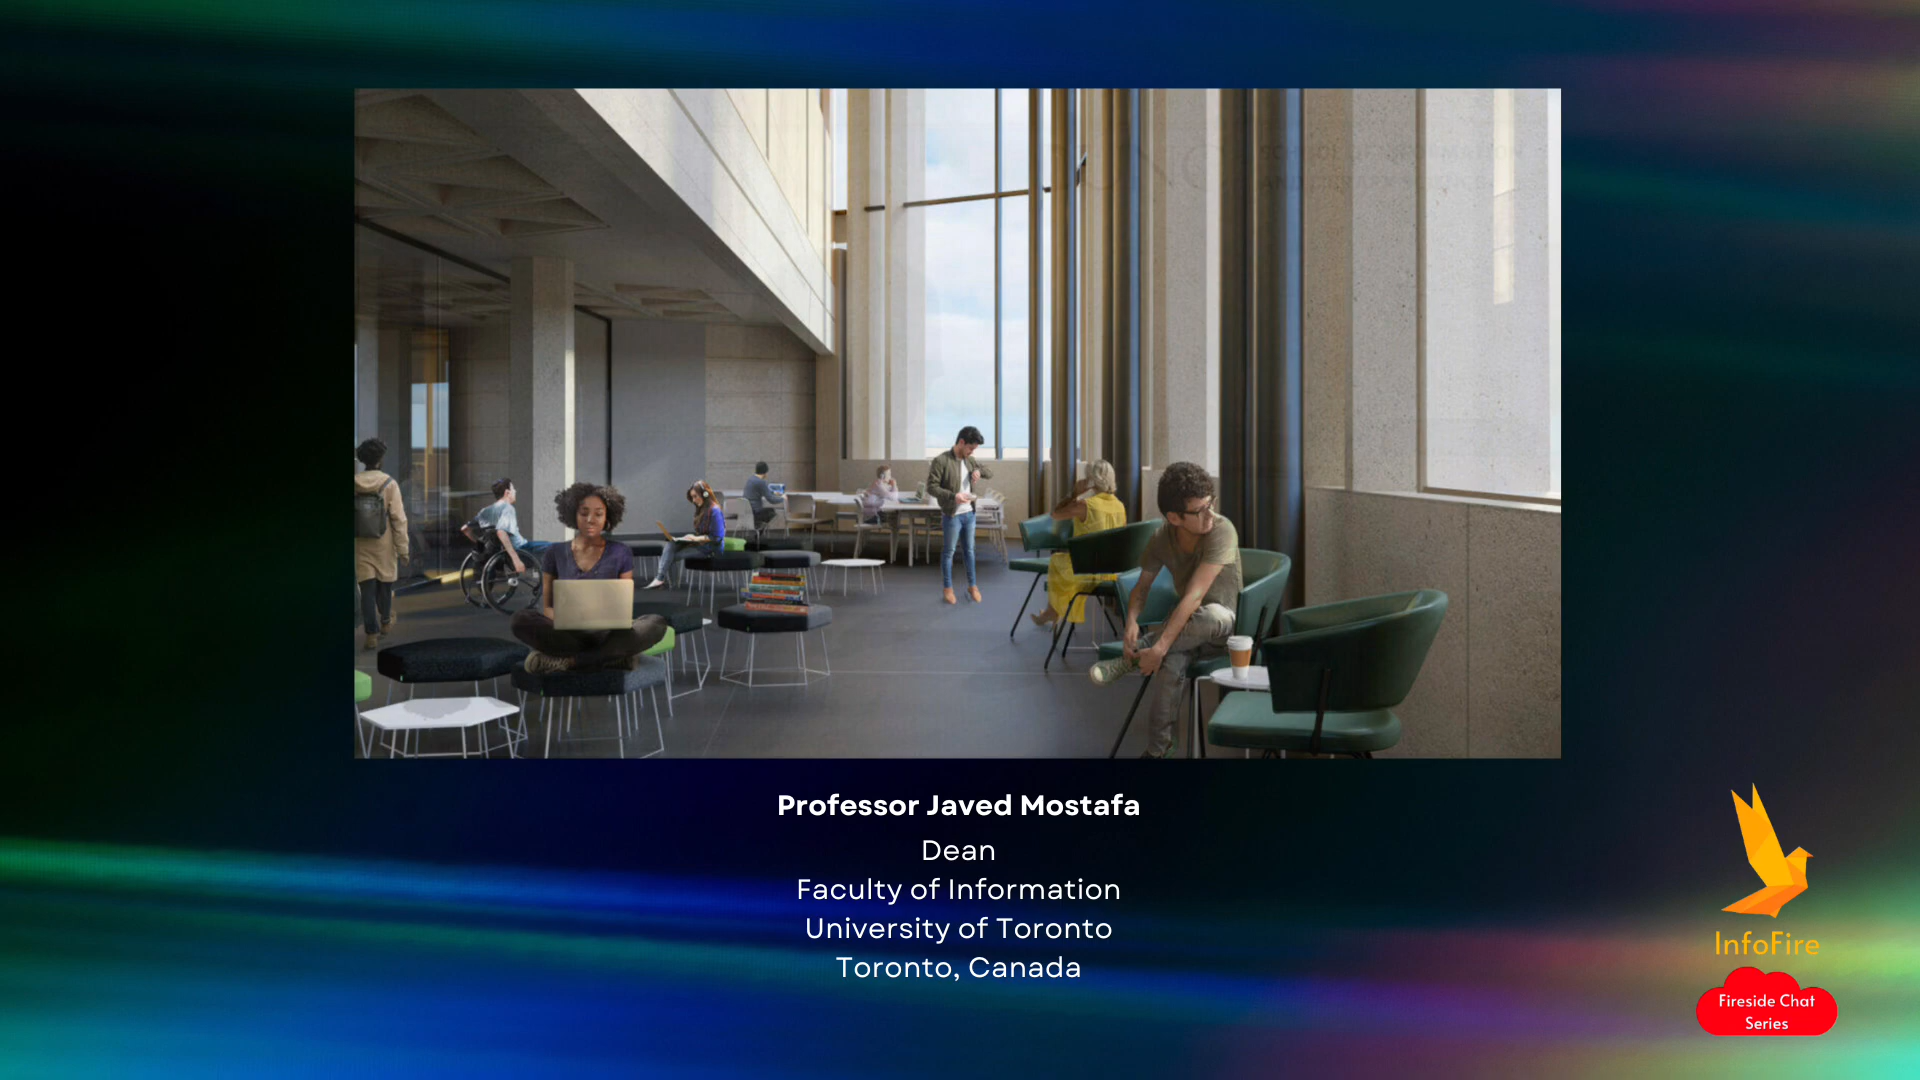 Professor Javed Mostafa
Dean
Faculty of Information
University of Toronto
Toronto, Canada
InfoFire
Fireside Chat
Series